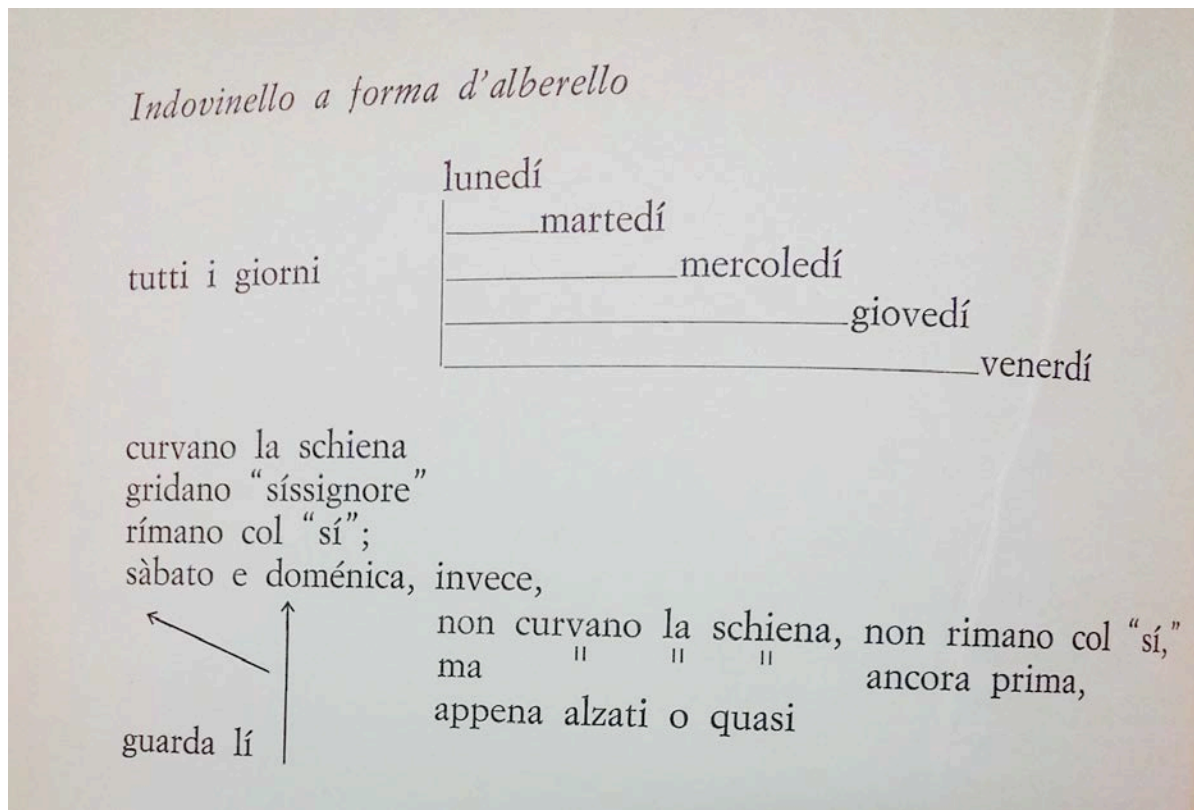 Indovinello a forma d'alberello
lunedí
martedí
tutti i giorni
mercoledí
giovedí
venerdí
curvano la schiena
gridano “síssignore”
rímano col “sí”;
sàbato e doménica, invece,
non curvano la schiena, non rimano col “sí,”
ma " " " ancora prima,
appena alzati o quasi
guarda lí